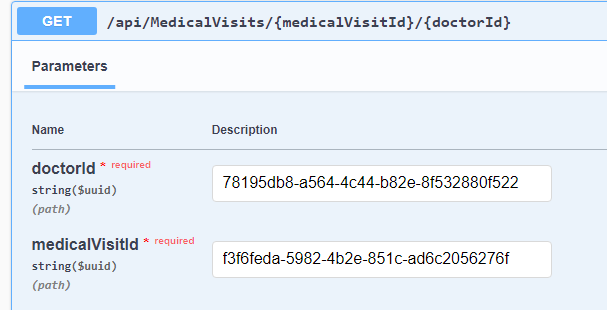 GET /api/MedicalVisits/{medicalVisitId}/{doctorId}
Parameters
Name Description
doctorId * required
string($uuid)
(path)
78195db8-a564-4c44-b82e-8f532880f522
medicalVisitId * required
string($uuid)
(path)
f3f6feda-5982-4b2e-851c-ad6c2056276f